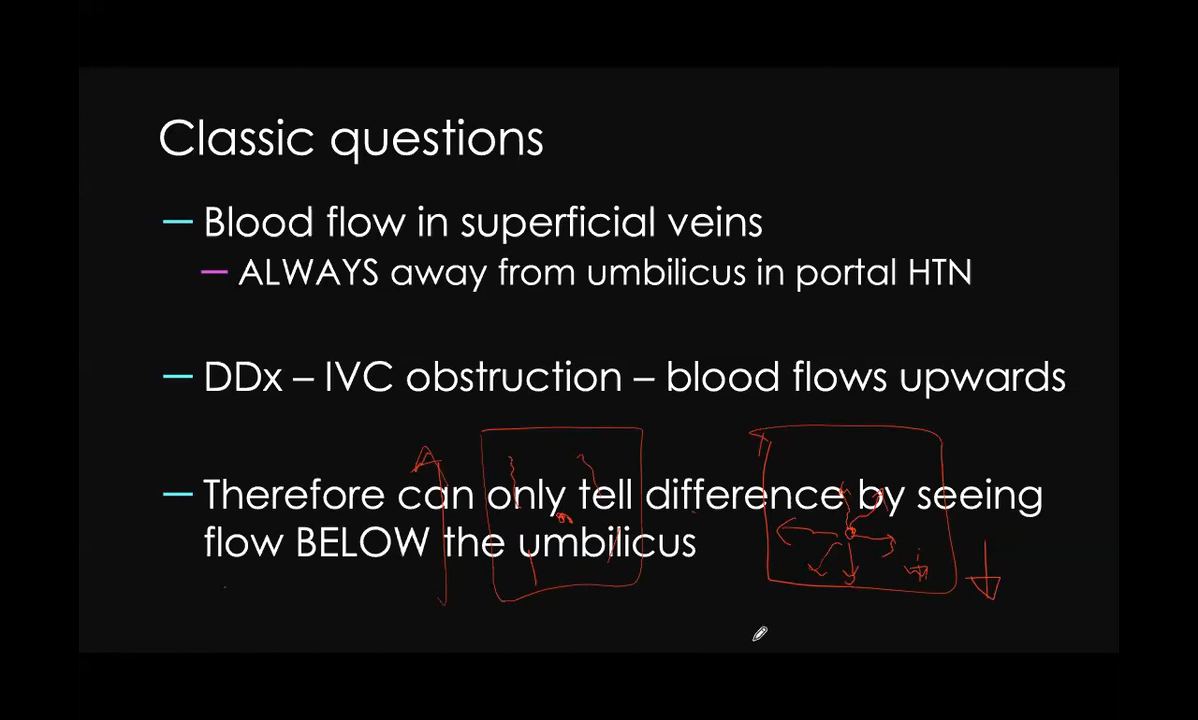 Classic questions
— Blood flow in superficial veins
— ALWAYS away from umbilicus in portal HTN
— DDx – IVC obstruction – blood flows upwards
— Therefore can only tell difference by seeing
flow BELOW the umbilicus